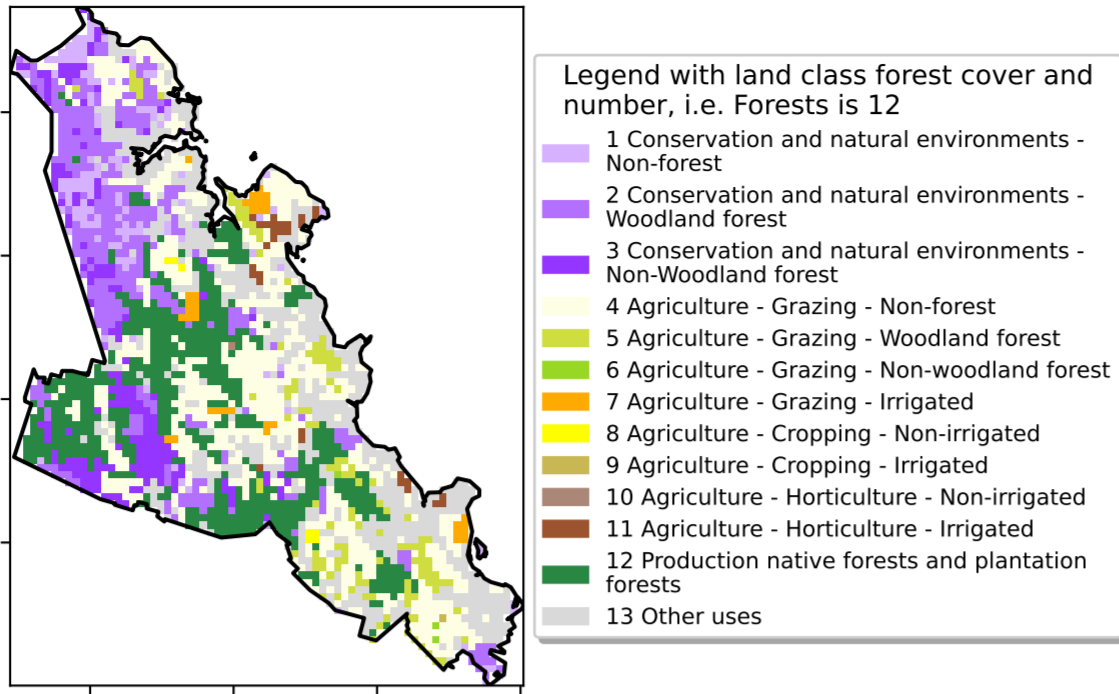 Legend with land class forest cover and
number, i.e. Forests is 12
1 Conservation and natural environments -
Non-forest
2 Conservation and natural environments -
Woodland forest
3 Conservation and natural environments -
Non-Woodland forest
4 Agriculture - Grazing - Non-forest
5 Agriculture - Grazing - Woodland forest
6 Agriculture - Grazing - Non-woodland forest
7 Agriculture - Grazing - Irrigated
8 Agriculture - Cropping - Non-irrigated
9 Agriculture - Cropping - Irrigated
10 Agriculture - Horticulture - Non-irrigated
11 Agriculture - Horticulture - Irrigated
12 Production native forests and plantation
forests
13 Other uses